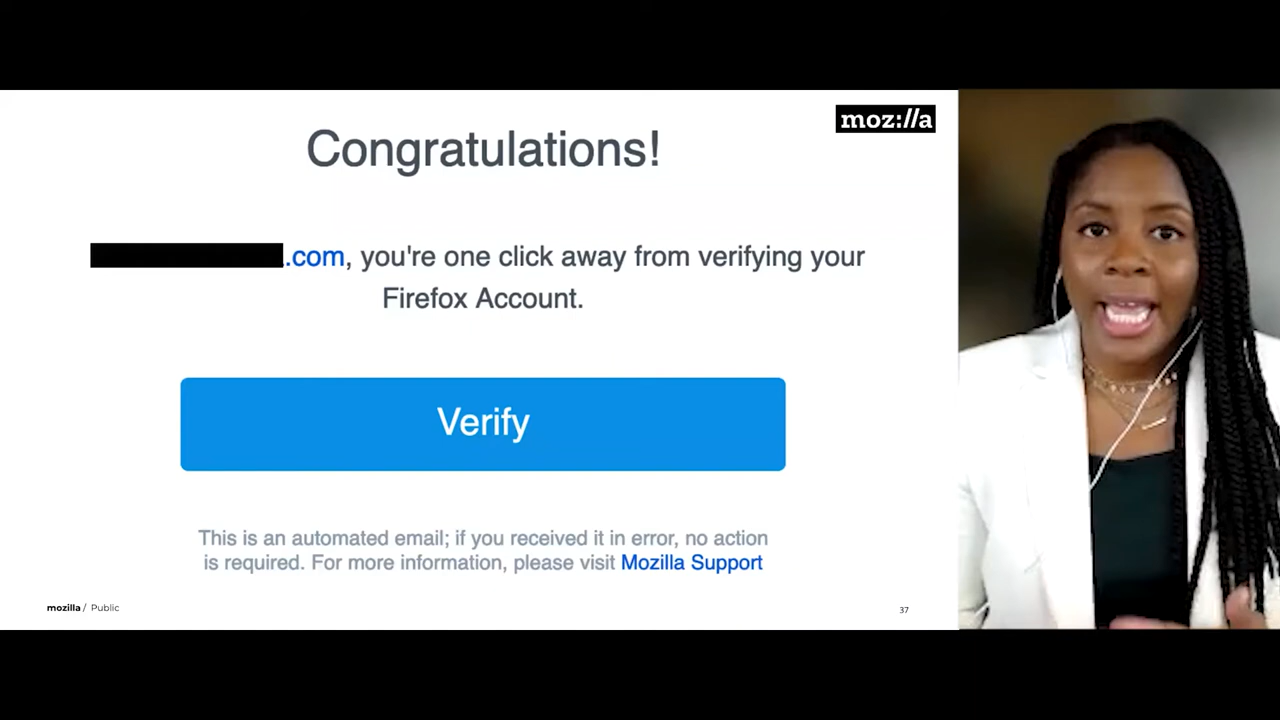 moz://a
Congratulations!
.com, you're one click away from verifying your
Firefox Account.
Verify
This is an automated email; if you received it in error, no action
is required. For more information, please visit Mozilla Support
mozilla / Public
37